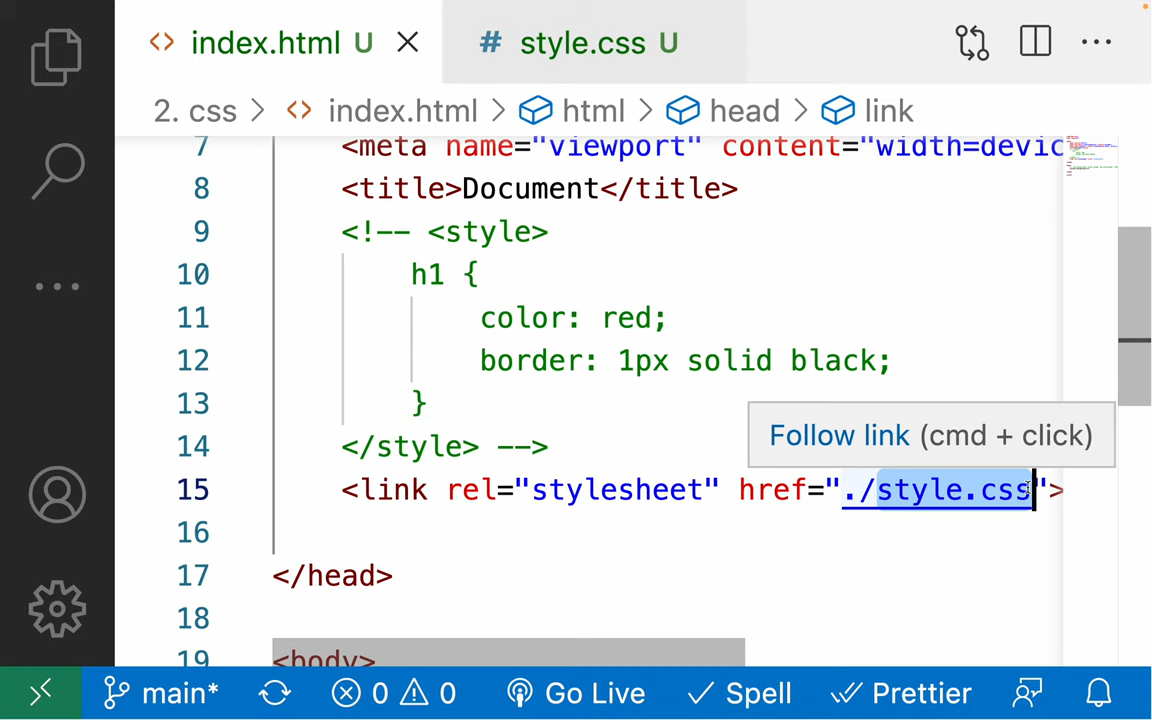 index.html U
# style.css U
2. css > index.html > html > head > link
7 <meta name="viewport" content="width=devic
8 <title>Document</title>
9 <!-- <style>
10 h1 {
11 color: red;
12 border: 1px solid black;
13 }
14 </style> -->
Follow link (cmd + click)
15 <link rel="stylesheet" href="./style.css">
16
17 </head>
18
19 <body>
main* 0 0 Go Live Spell Prettier